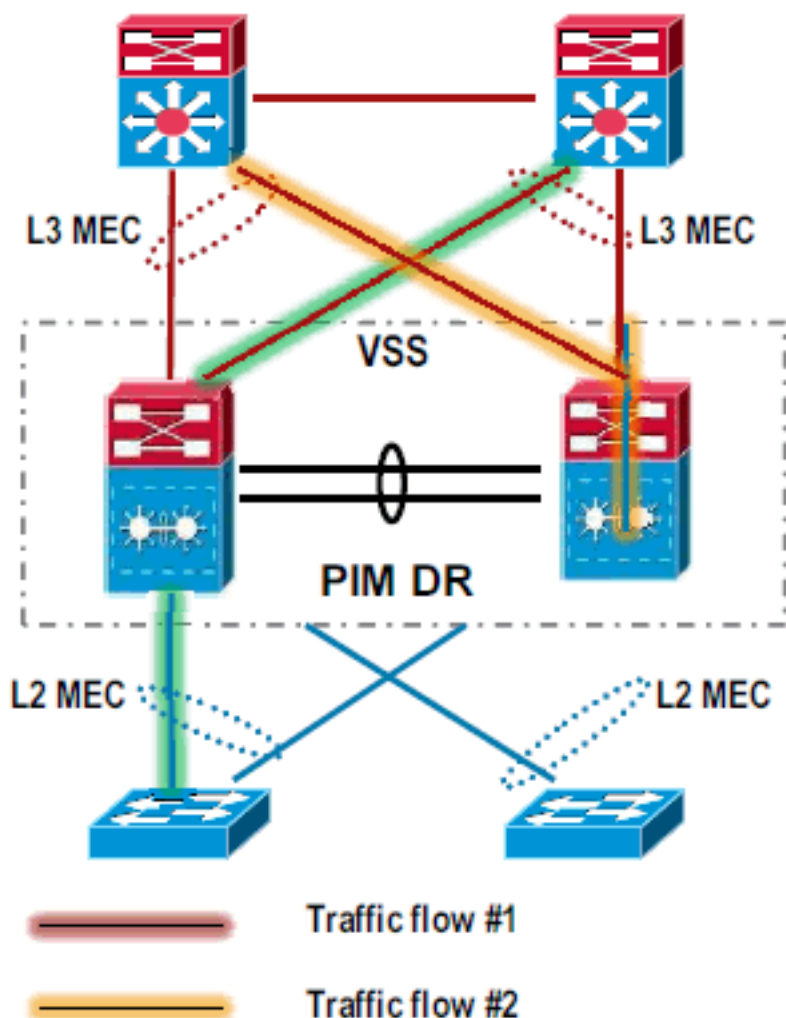 L3 MEC
L3 MEC
VSS
PIM DR
L2 MEC
L2 MEC
Traffic flow #1
Traffic flow #2